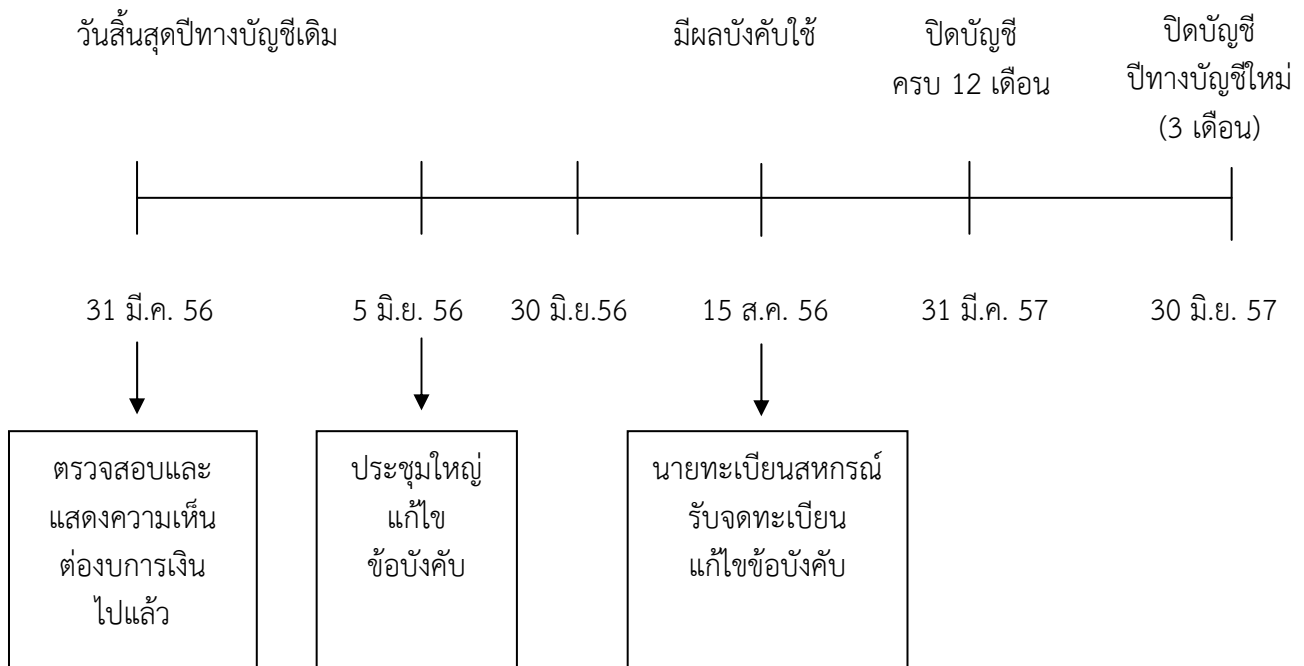 วันสิ้นสุดปีทางบัญชีเดิม
มีผลบังคับใช้
ปิดบัญชี
ครบ 12 เดือน
ปิดบัญชี
ปีทางบัญชีใหม่
(3 เดือน)
31 มี.ค. 56
5 มิ.ย. 56
30 มิ.ย.56
15 ส.ค. 56
31 มี.ค. 57
30 มิ.ย. 57
ตรวจสอบและ
แสดงความเห็น
ต่องบการเงิน
ไปแล้ว
ประชุมใหญ่
แก้ไข
ข้อบังคับ
นายทะเบียนสหกรณ์
รับจดทะเบียน
แก้ไขข้อบังคับ